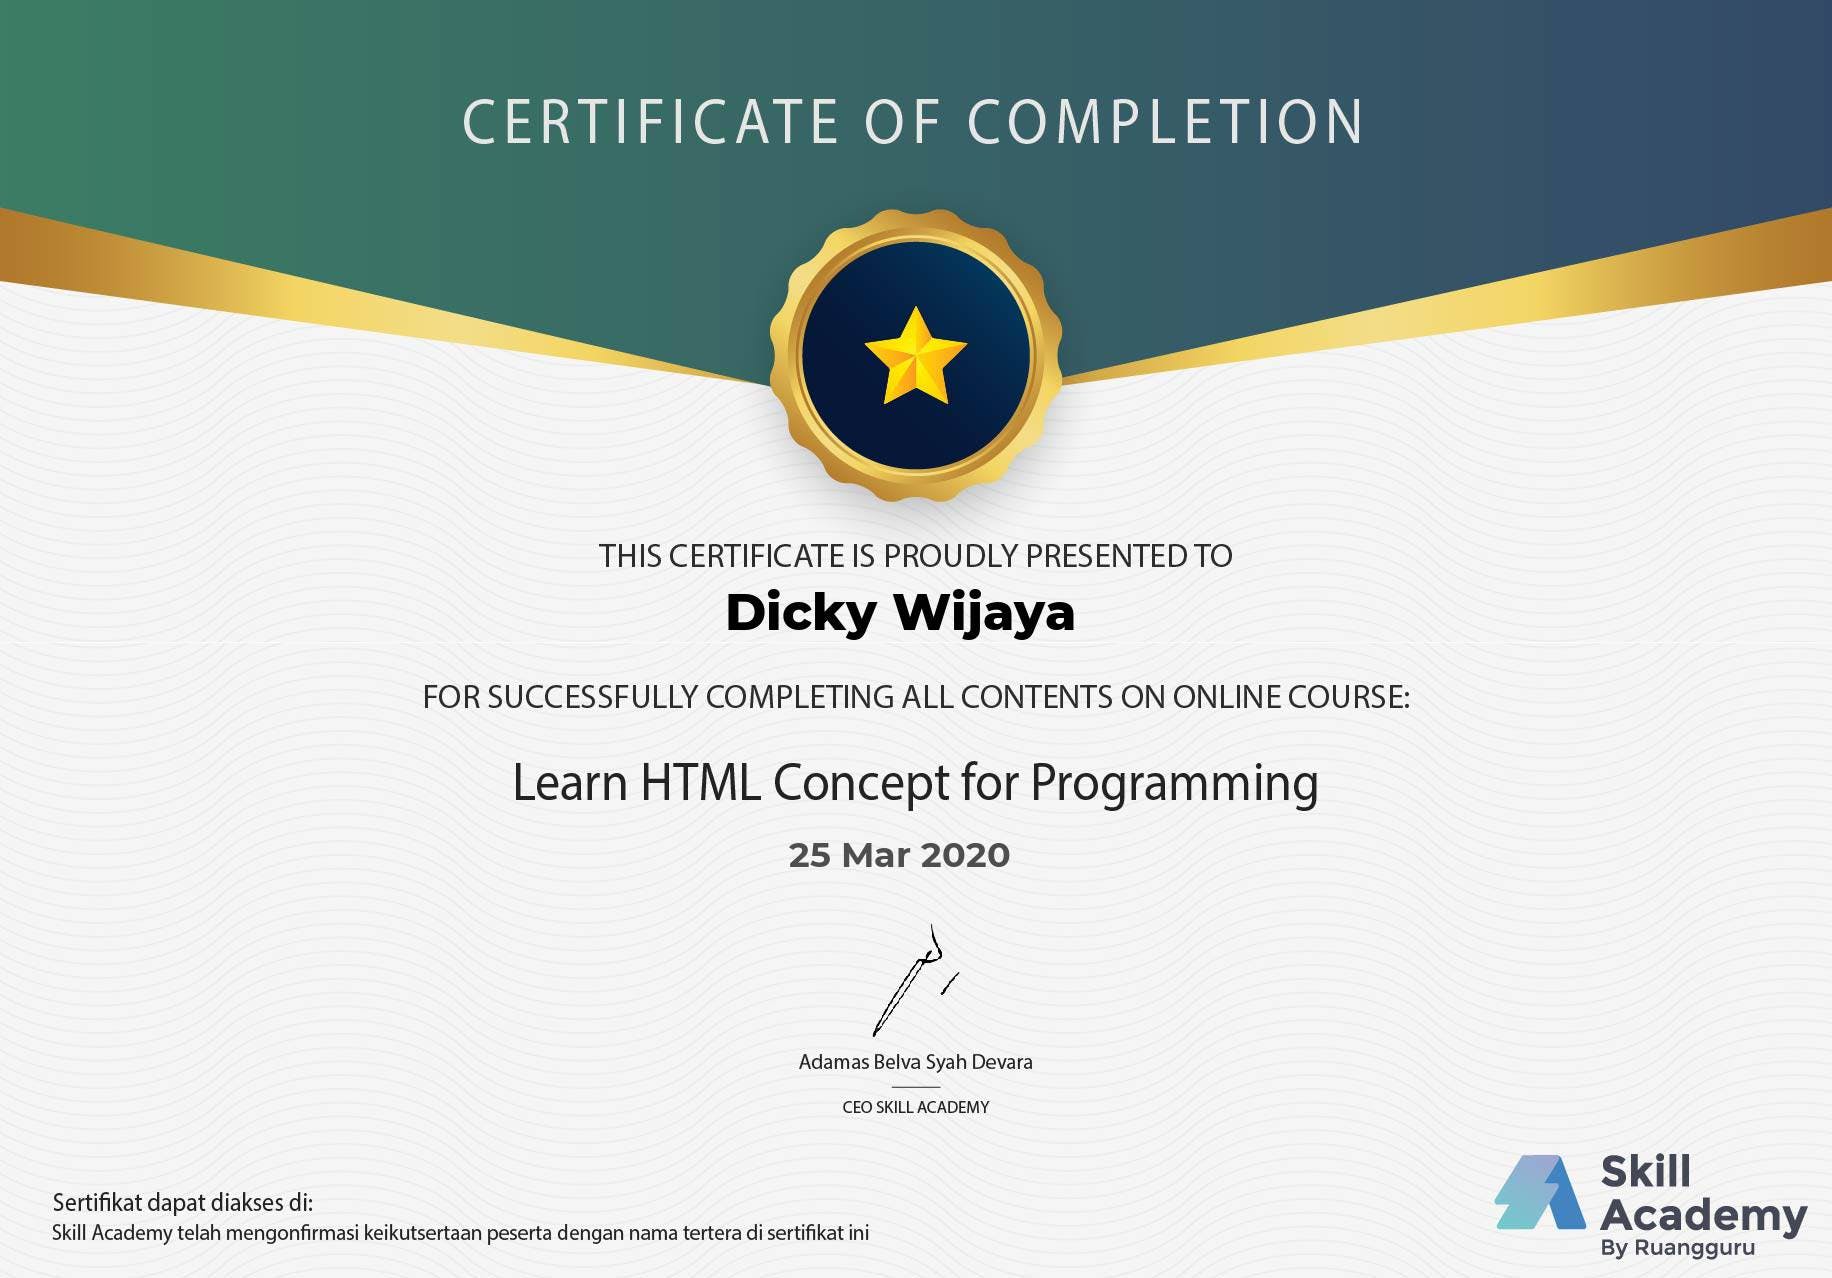 CERTIFICATE OF COMPLETION
THIS CERTIFICATE IS PROUDLY PRESENTED TO
Dicky Wijaya
FOR SUCCESSFULLY COMPLETING ALL CONTENTS ON ONLINE COURSE:
Learn HTML Concept for Programming
25 Mar 2020
Adamas Belva Syah Devara
CEO SKILL ACADEMY
Sertifikat dapat diakses di:
Skill Academy telah mengonfirmasi keikutsertaan peserta dengan nama tertera di sertifikat ini
Skill
Academy
By Ruangguru